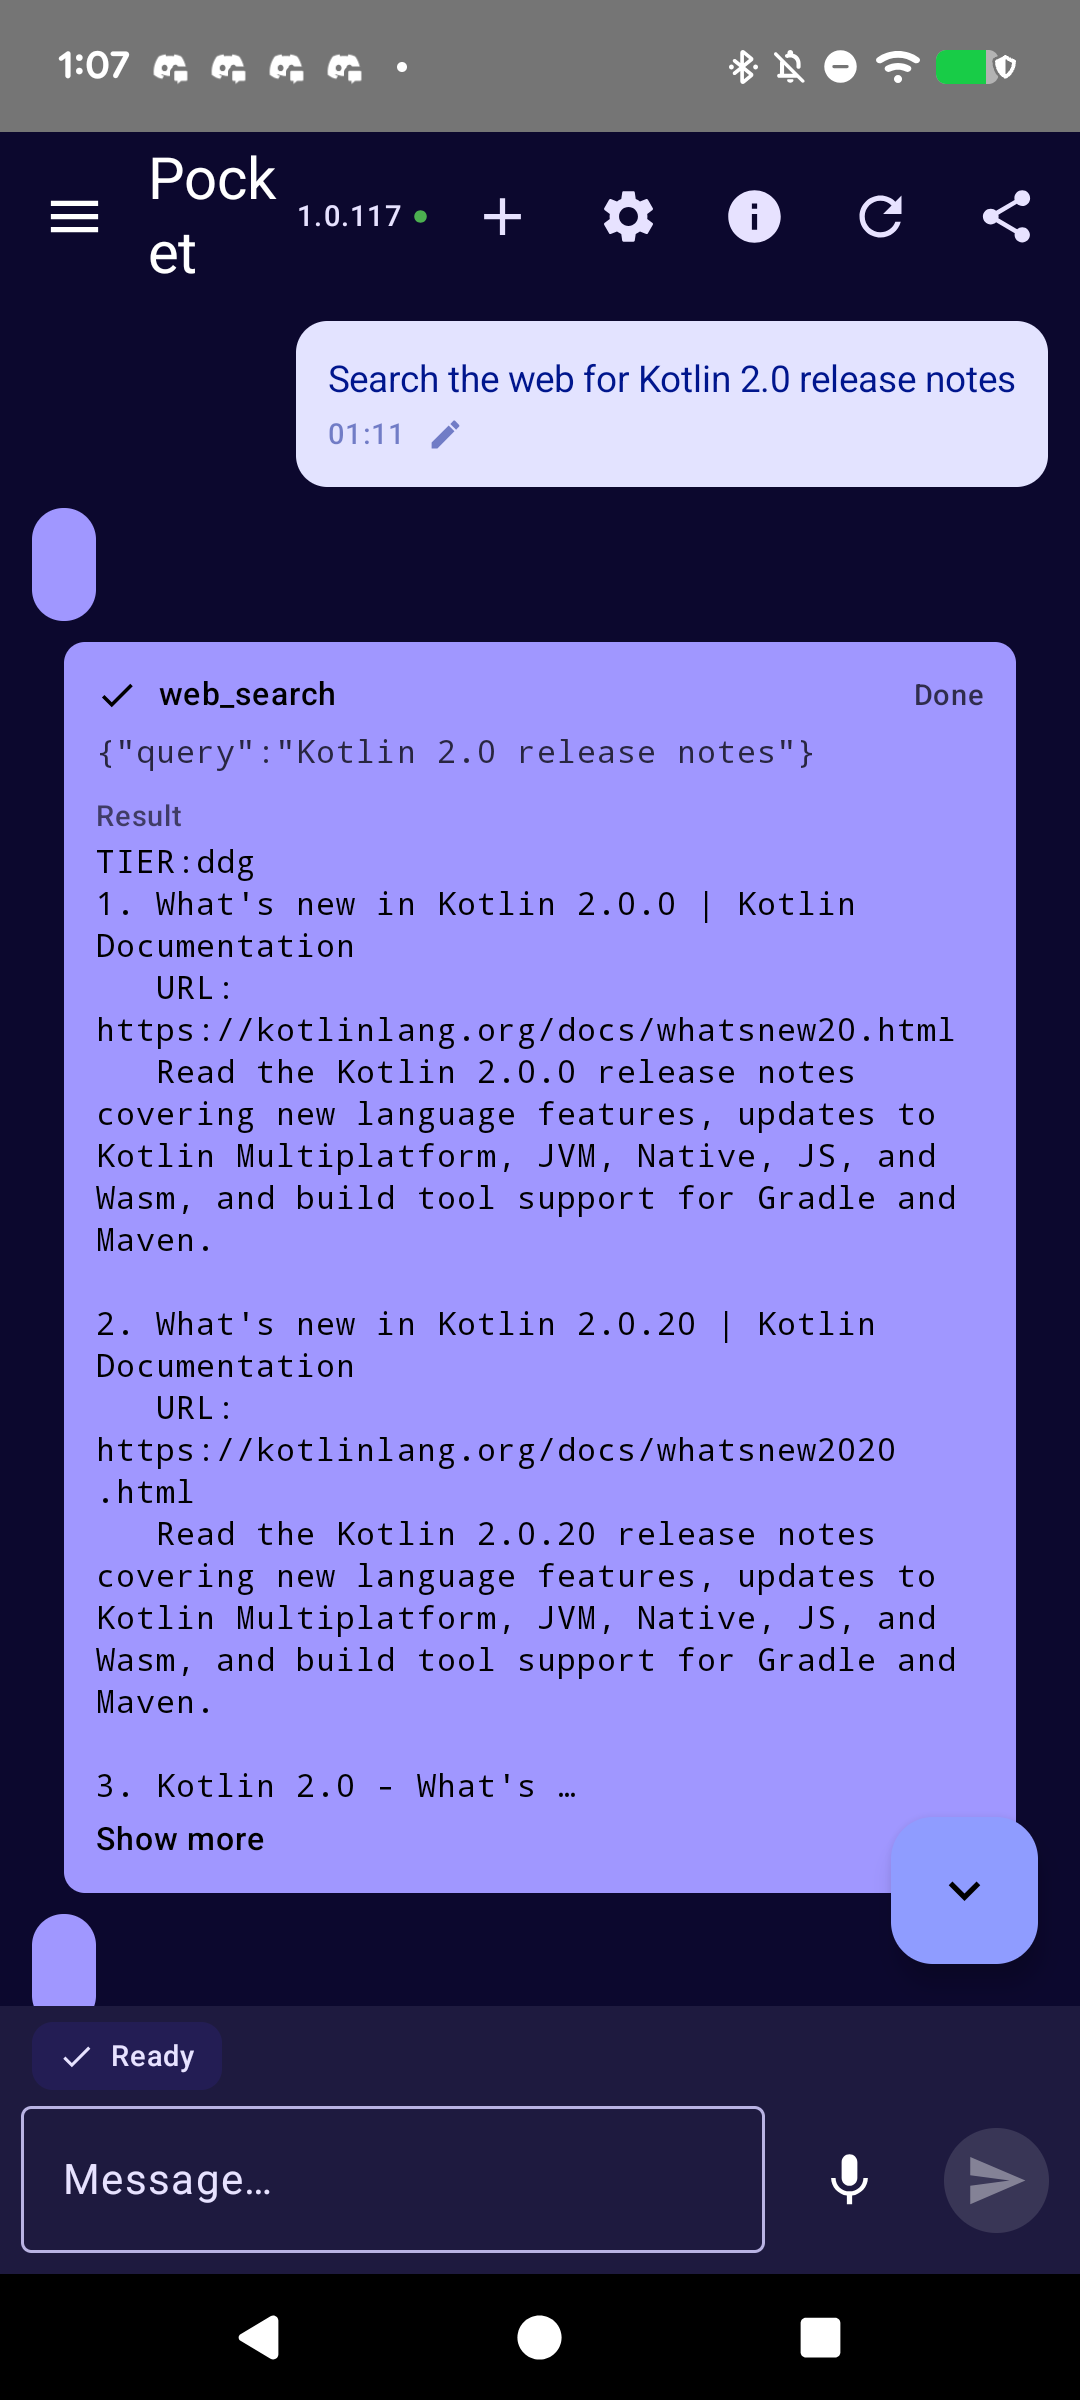 1:07
Pock
et
1.0.117
Search the web for Kotlin 2.0 release notes
01:11
web_search
Done
{"query":"Kotlin 2.0 release notes"}
Result
TIER:ddg
1. What's new in Kotlin 2.0.0 | Kotlin
Documentation
URL:
https://kotlinlang.org/docs/whatsnew20.html
Read the Kotlin 2.0.0 release notes
covering new language features, updates to
Kotlin Multiplatform, JVM, Native, JS, and
Wasm, and build tool support for Gradle and
Maven.
2. What's new in Kotlin 2.0.20 | Kotlin
Documentation
URL:
https://kotlinlang.org/docs/whatsnew2020
.html
Read the Kotlin 2.0.20 release notes
covering new language features, updates to
Kotlin Multiplatform, JVM, Native, JS, and
Wasm, and build tool support for Gradle and
Maven.
3. Kotlin 2.0 - What's …
Show more
Ready
Message…